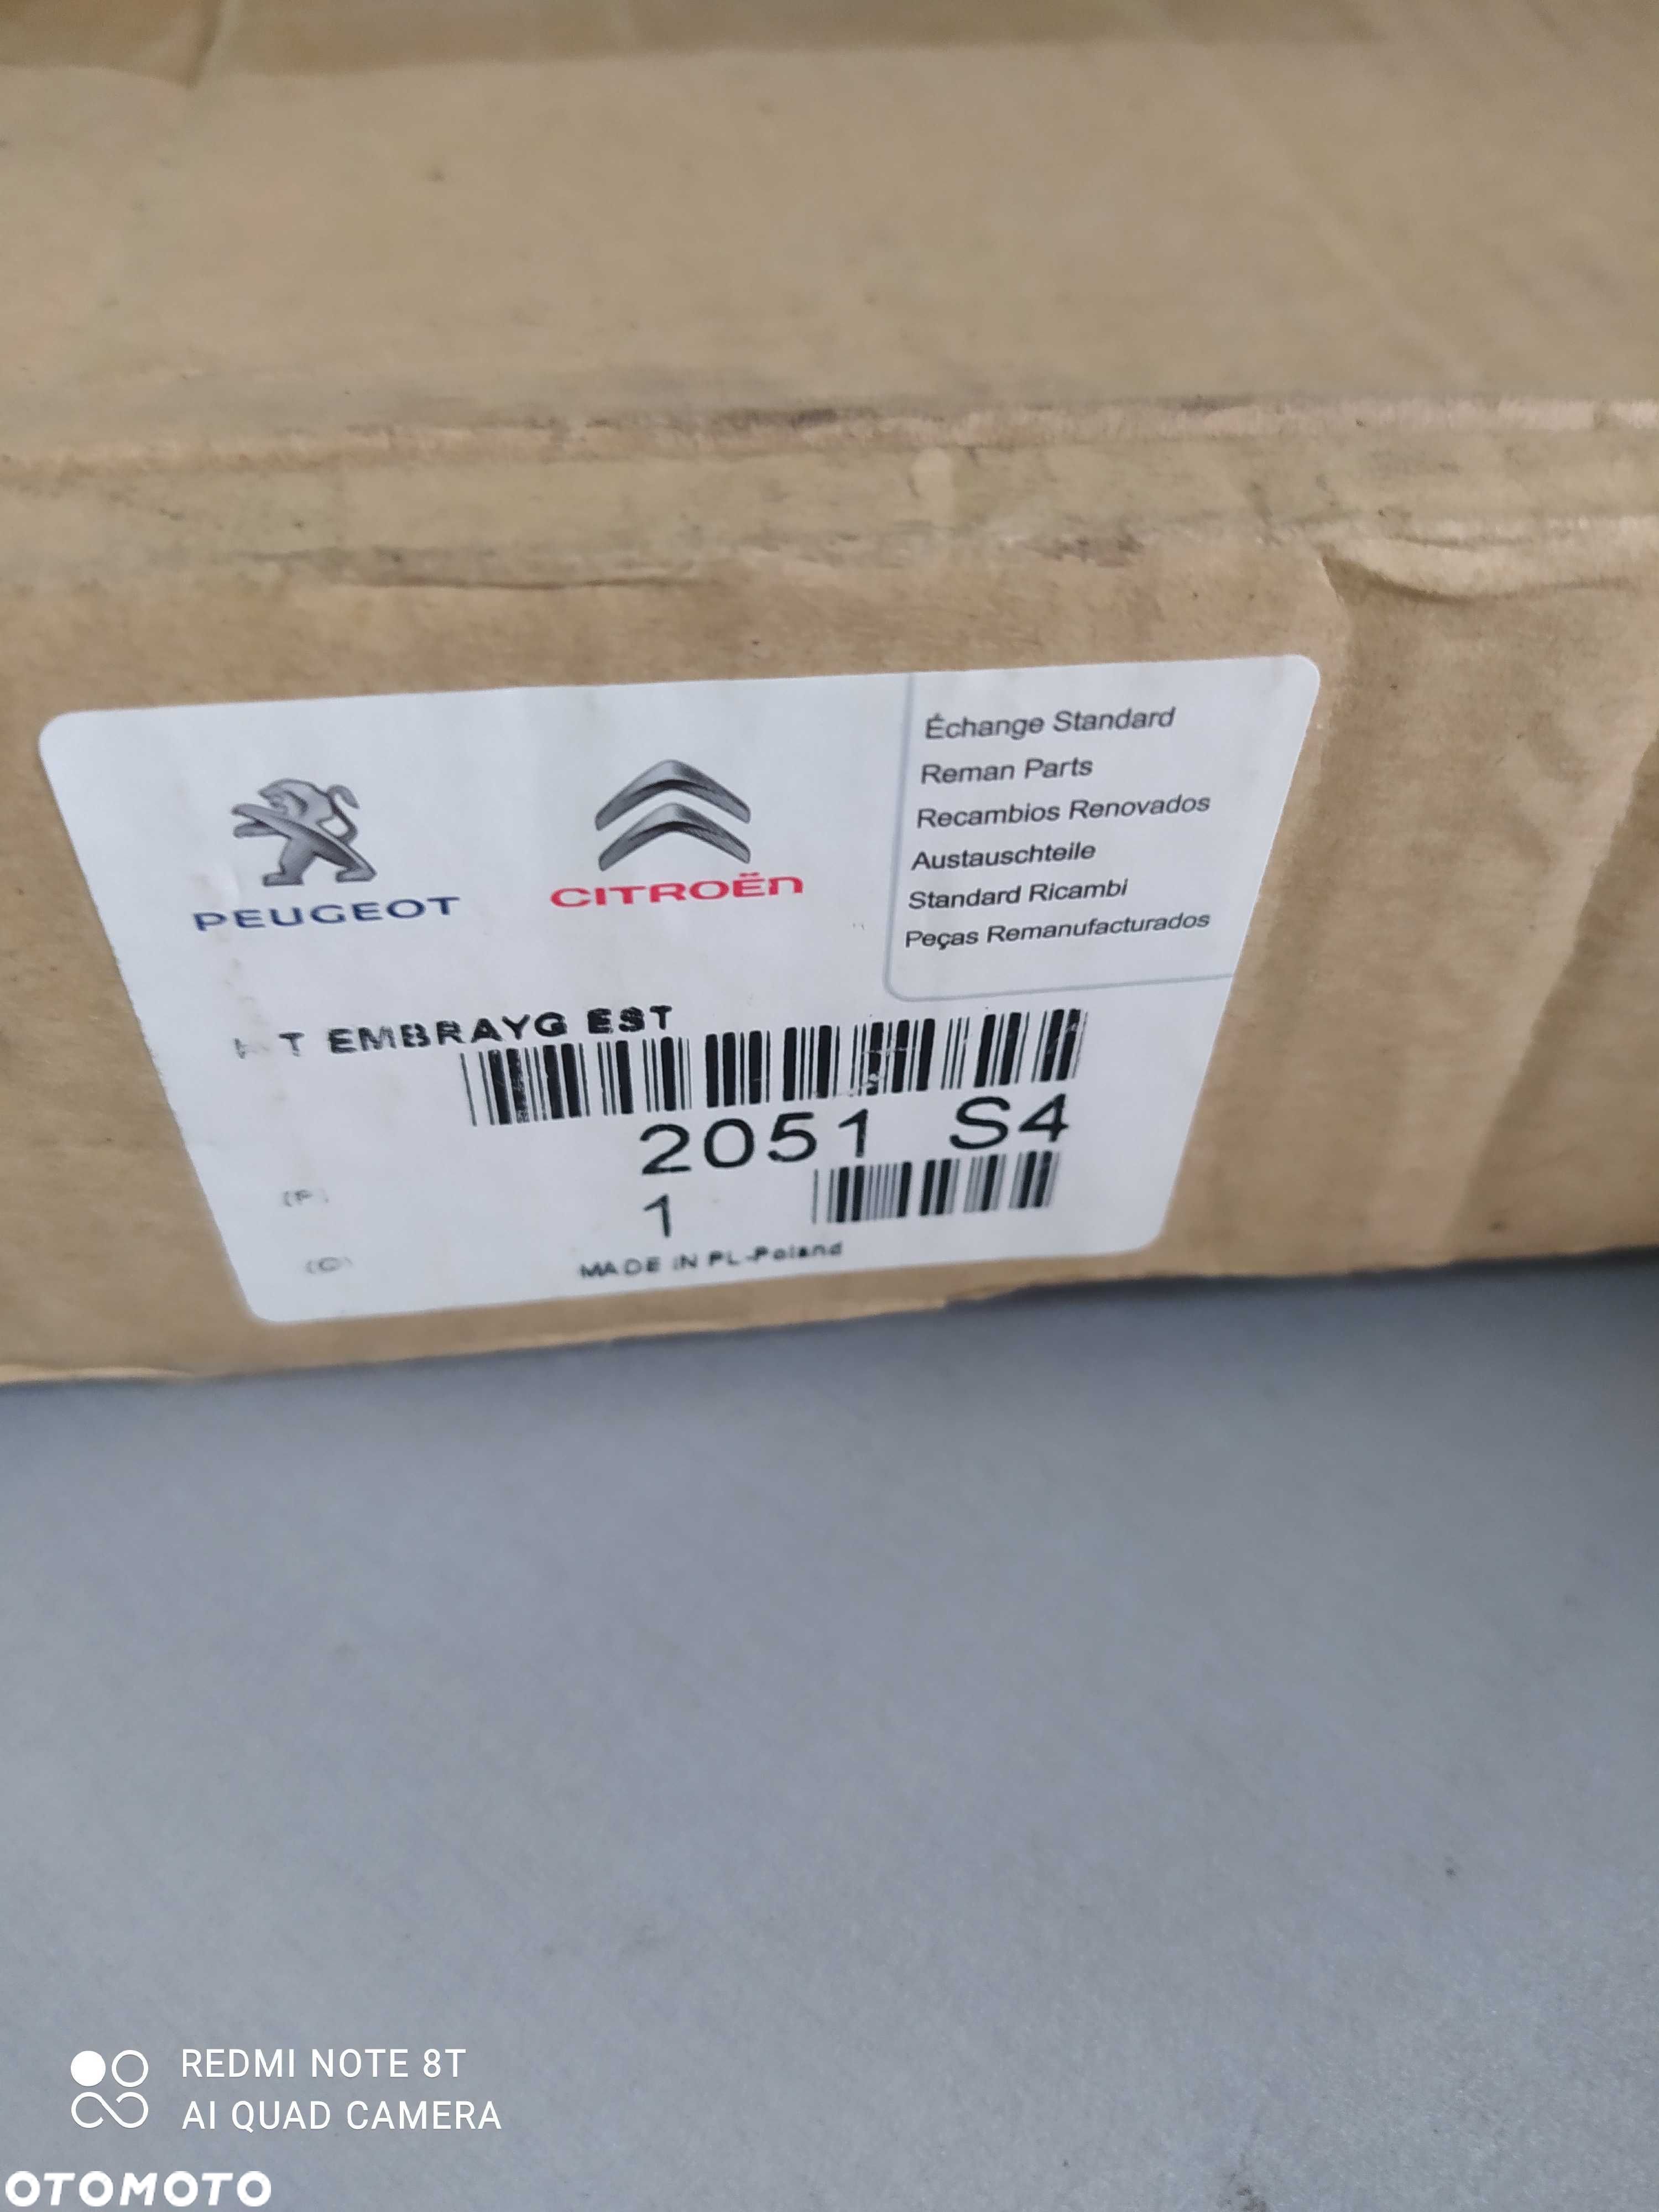 PEUGEOT
CITROËN
Échange Standard
Reman Parts
Recambios Renovados
Austauschteile
Standard Ricambi
Peças Remanufacturados
EMBRAYG EST
2051 S4
(P)
1
(C)
MADE IN PL-Poland
REDMI NOTE 8T
AI QUAD CAMERA
OTOMOTO